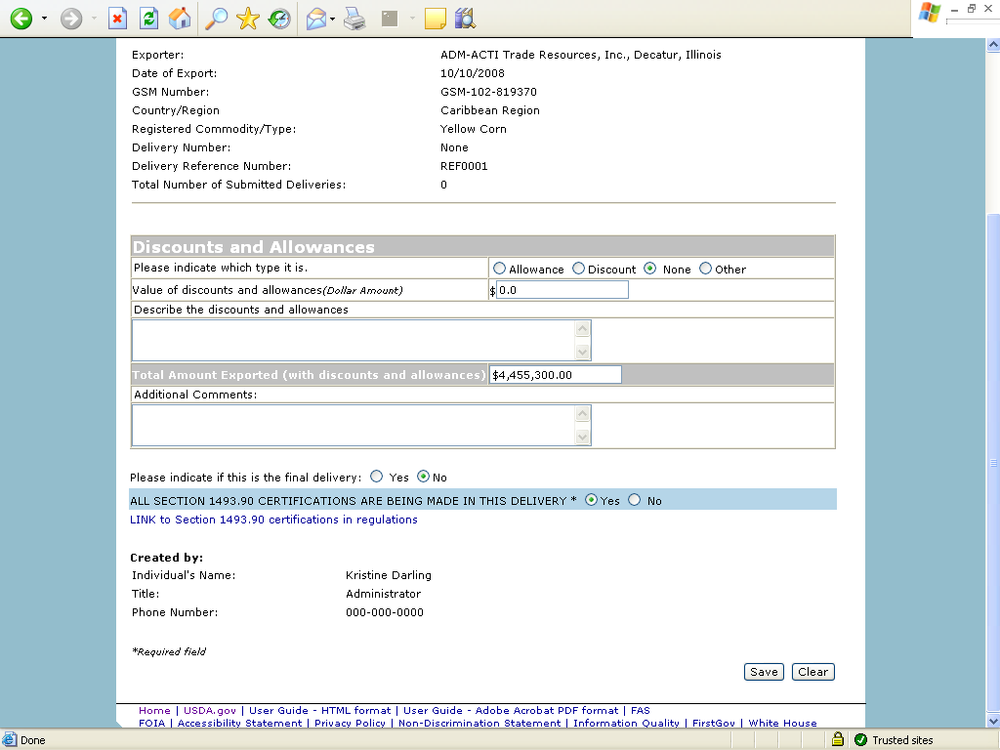 Exporter: ADM-ACTI Trade Resources, Inc., Decatur, Illinois
Date of Export: 10/10/2008
GSM Number: GSM-102-819370
Country/Region Caribbean Region
Registered Commodity/Type: Yellow Corn
Delivery Number: None
Delivery Reference Number: REF0001
Total Number of Submitted Deliveries: 0
Discounts and Allowances
Please indicate which type it is. Allowance Discount None Other
Value of discounts and allowances(Dollar Amount) $ 0.0
Describe the discounts and allowances
Total Amount Exported (with discounts and allowances) $4,455,300.00
Additional Comments:
Please indicate if this is the final delivery: Yes No
ALL SECTION 1493.90 CERTIFICATIONS ARE BEING MADE IN THIS DELIVERY * Yes No
LINK to Section 1493.90 certifications in regulations
Created by:
Individual's Name: Kristine Darling
Title: Administrator
Phone Number: 000-000-0000
*Required field
Save Clear
Home | USDA.gov | User Guide - HTML format | User Guide - Adobe Acrobat PDF format | FAS
FOIA | Accessibility Statement | Privacy Policy | Non-Discrimination Statement | Information Quality | FirstGov | White House
Done Trusted sites